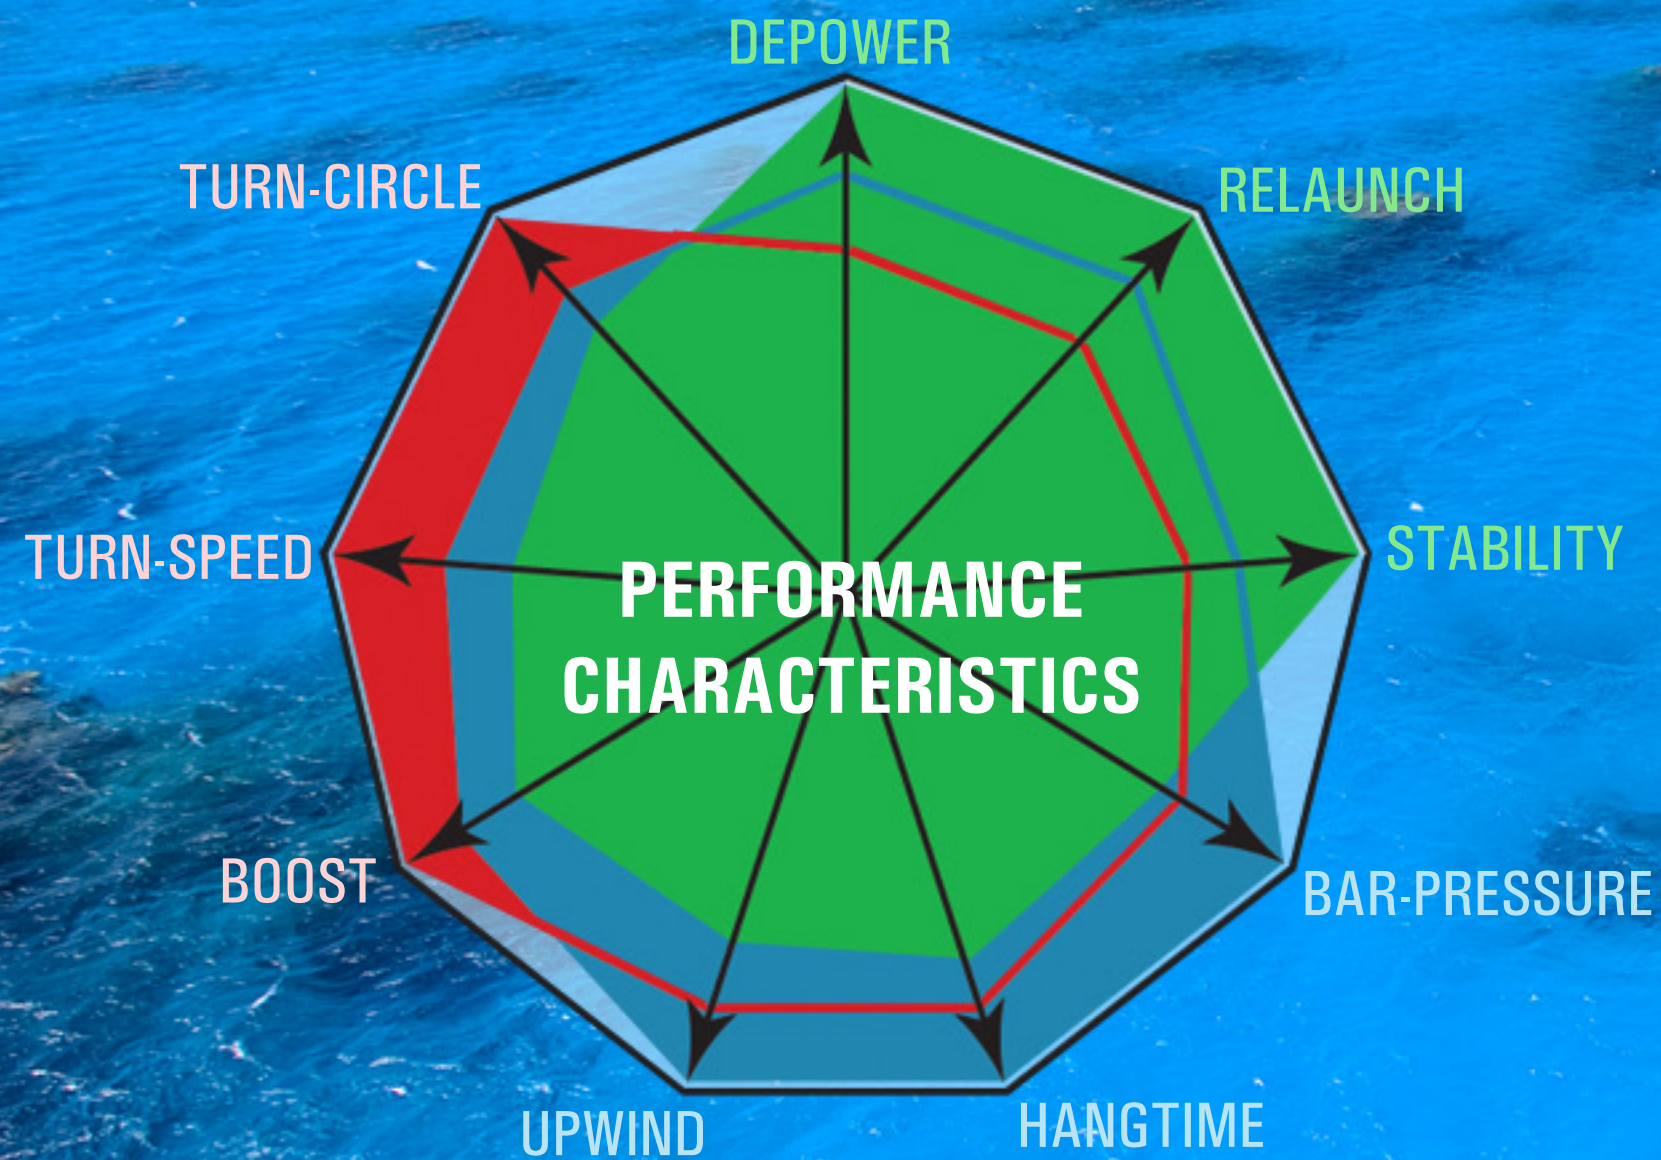 DEPOWER
TURN-CIRCLE
RELAUNCH
TURN-SPEED
STABILITY
PERFORMANCE
CHARACTERISTICS
BOOST
BAR-PRESSURE
UPWIND
HANGTIME